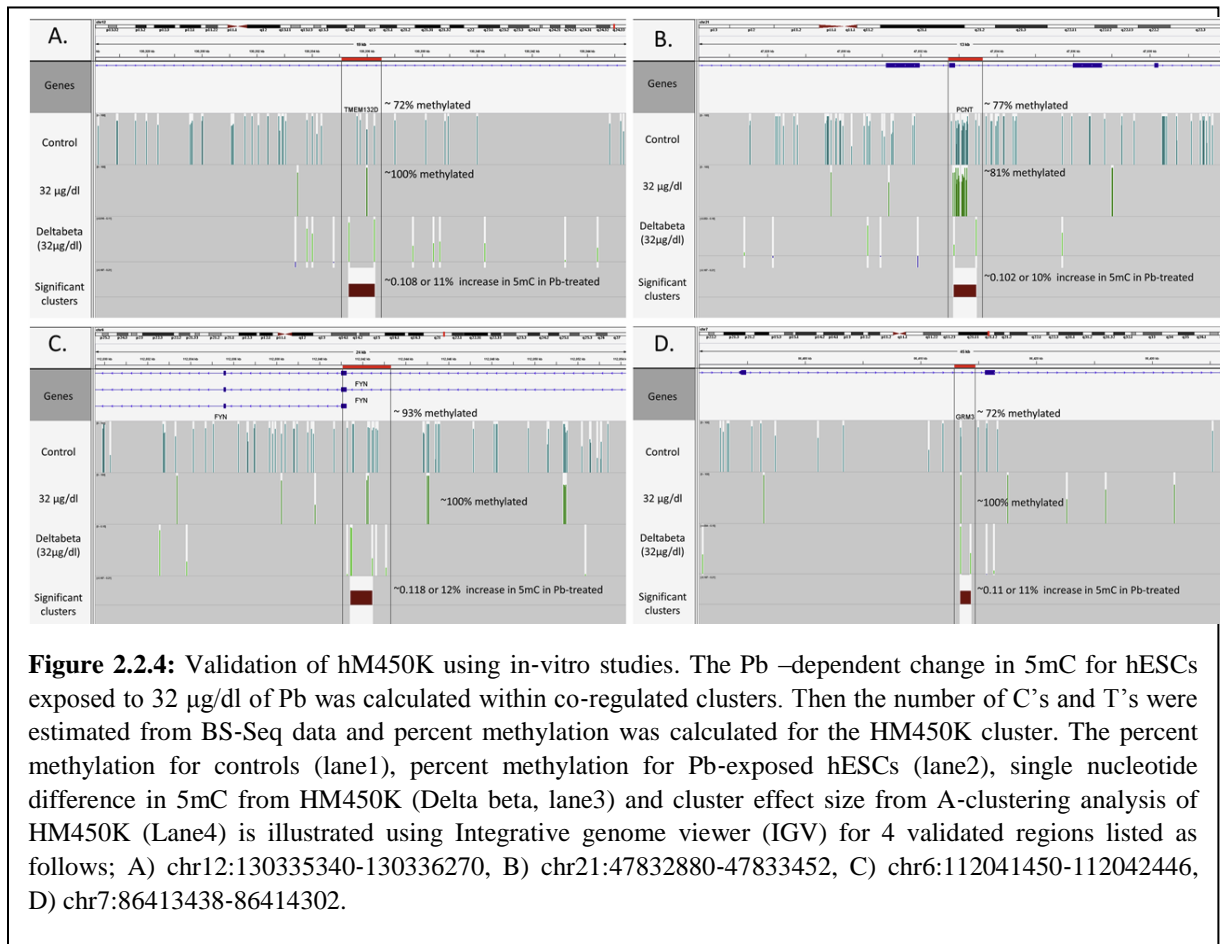 A.
10 kb
Genes
TMEM132D
~ 72% methylated
Control
~100% methylated
32 µg/dl
Deltabeta
(32µg/dl)
~0.108 or 11% increase in 5mC in Pb-treated
Significant
clusters
B.
Genes
PCNT
~ 77% methylated
Control
~81% methylated
32 µg/dl
Deltabeta
(32µg/dl)
~0.102 or 10% increase in 5mC in Pb-treated
Significant
clusters
C.
24 kb
Genes
FYN
FYN
FYN
~ 93% methylated
Control
32 µg/dl
~100% methylated
Deltabeta
(32µg/dl)
~0.118 or 12% increase in 5mC in Pb-treated
Significant
clusters
D.
Genes
GRM3
~ 72% methylated
Control
32 µg/dl
~100% methylated
Deltabeta
(32µg/dl)
~0.11 or 11% increase in 5mC in Pb-treated
Significant
clusters
Figure 2.2.4: Validation of hM450K using in-vitro studies. The Pb –dependent change in 5mC for hESCs
exposed to 32 µg/dl of Pb was calculated within co-regulated clusters. Then the number of C’s and T’s were
estimated from BS-Seq data and percent methylation was calculated for the HM450K cluster. The percent
methylation for controls (lane1), percent methylation for Pb-exposed hESCs (lane2), single nucleotide
difference in 5mC from HM450K (Delta beta, lane3) and cluster effect size from A-clustering analysis of
HM450K (Lane4) is illustrated using Integrative genome viewer (IGV) for 4 validated regions listed as
follows; A) chr12:130335340-130336270, B) chr21:47832880-47833452, C) chr6:112041450-112042446,
D) chr7:86413438-86414302.